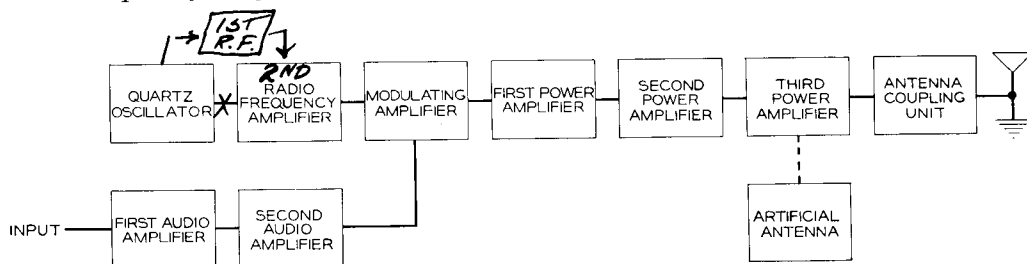 1ST
R.F.
QUARTZ
OSCILLATOR
2ND
RADIO
FREQUENCY
AMPLIFIER
MODULATING
AMPLIFIER
FIRST POWER
AMPLIFIER
SECOND
POWER
AMPLIFIER
THIRD
POWER
AMPLIFIER
ANTENNA
COUPLING
UNIT
INPUT
FIRST AUDIO
AMPLIFIER
SECOND
AUDIO
AMPLIFIER
ARTIFICIAL
ANTENNA